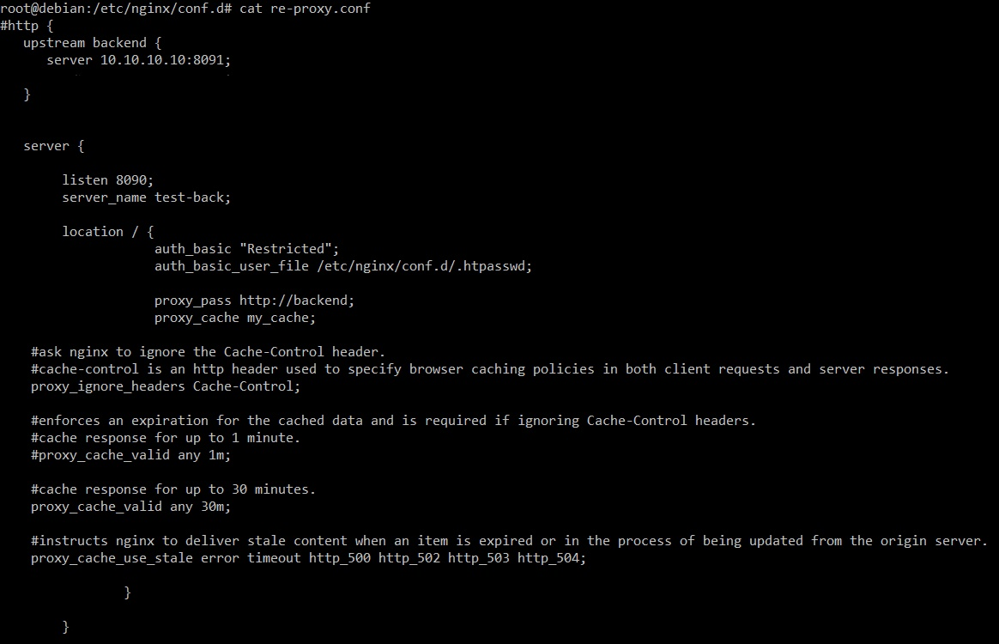 root@debian:/etc/nginx/conf.d# cat re-proxy.conf
#http {
   upstream backend {
      server 10.10.10.10:8091;
   }
   server {
        listen 8090;
        server_name test-back;
        location / {
                    auth_basic "Restricted";
                    auth_basic_user_file /etc/nginx/conf.d/.htpasswd;
                    proxy_pass http://backend;
                    proxy_cache my_cache;
    #ask nginx to ignore the Cache-Control header.
    #cache-control is an http header used to specify browser caching policies in both client requests and server responses.
    proxy_ignore_headers Cache-Control;
    #enforces an expiration for the cached data and is required if ignoring Cache-Control headers.
    #cache response for up to 1 minute.
    #proxy_cache_valid any 1m;
    #cache response for up to 30 minutes.
    proxy_cache_valid any 30m;
    #instructs nginx to deliver stale content when an item is expired or in the process of being updated from the origin server.
    proxy_cache_use_stale error timeout http_500 http_502 http_503 http_504;
                }
        }